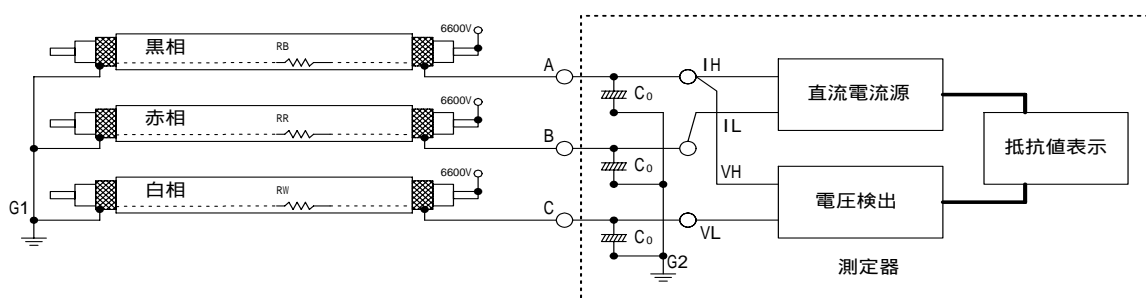 6600V
黒相
RB
A
IH
C0
直流電流源
6600V
赤相
RR
B
IL
抵抗値表示
C0
VH
6600V
白相
RW
電圧検出
G1
C
C0
VL
G2
測定器